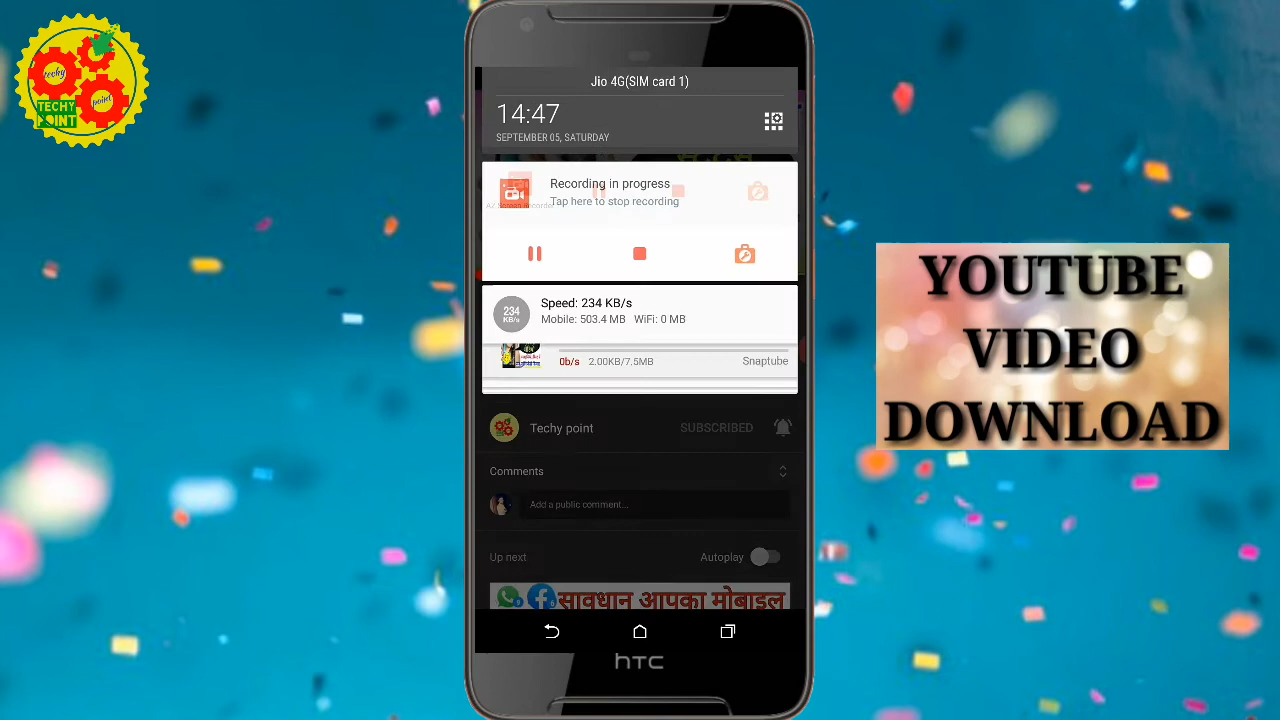 techy
point
TECHY
POINT
Jio 4G(SIM card 1)
14:47
SEPTEMBER 05, SATURDAY
Recording in progress
AZ Screen Recorder
Tap here to stop recording
234
KB/s
Speed: 234 KB/s
Mobile: 503.4 MB WiFi: 0 MB
0b/s 2.00KB/7.5MB Snaptube
Techy point SUBSCRIBED
Comments
Add a public comment...
Up next Autoplay
सावधान आपका मोबाइल
hTC
YOUTUBE
VIDEO
DOWNLOAD